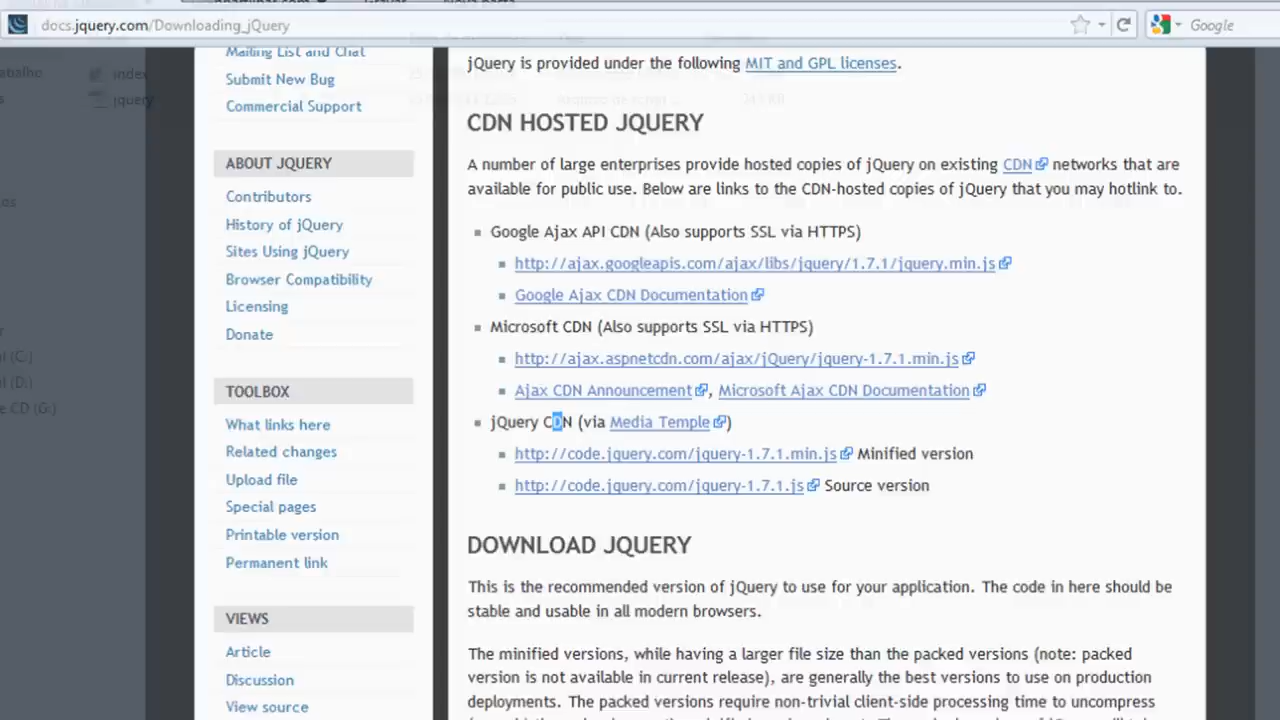 docs.jquery.com/Downloading_jQuery
Google
Mailing List and Chat
Submit New Bug
Commercial Support
ABOUT JQUERY
Contributors
History of jQuery
Sites Using jQuery
Browser Compatibility
Licensing
Donate
TOOLBOX
What links here
Related changes
Upload file
Special pages
Printable version
Permanent link
VIEWS
Article
Discussion
View source
jQuery is provided under the following MIT and GPL licenses.
CDN HOSTED JQUERY
A number of large enterprises provide hosted copies of jQuery on existing CDN networks that are
available for public use. Below are links to the CDN-hosted copies of jQuery that you may hotlink to.
Google Ajax API CDN (Also supports SSL via HTTPS)
http://ajax.googleapis.com/ajax/libs/jquery/1.7.1/jquery.min.js
Google Ajax CDN Documentation
Microsoft CDN (Also supports SSL via HTTPS)
http://ajax.aspnetcdn.com/ajax/jQuery/jquery-1.7.1.min.js
Ajax CDN Announcement, Microsoft Ajax CDN Documentation
jQuery CDN (via Media Temple)
http://code.jquery.com/jquery-1.7.1.min.js Minified version
http://code.jquery.com/jquery-1.7.1.js Source version
DOWNLOAD JQUERY
This is the recommended version of jQuery to use for your application. The code in here should be
stable and usable in all modern browsers.
The minified versions, while having a larger file size than the packed versions (note: packed
version is not available in current release), are generally the best versions to use on production
deployments. The packed versions require non-trivial client-side processing time to uncompress
index
jquery
(C:)
(D:)
CD (G:)